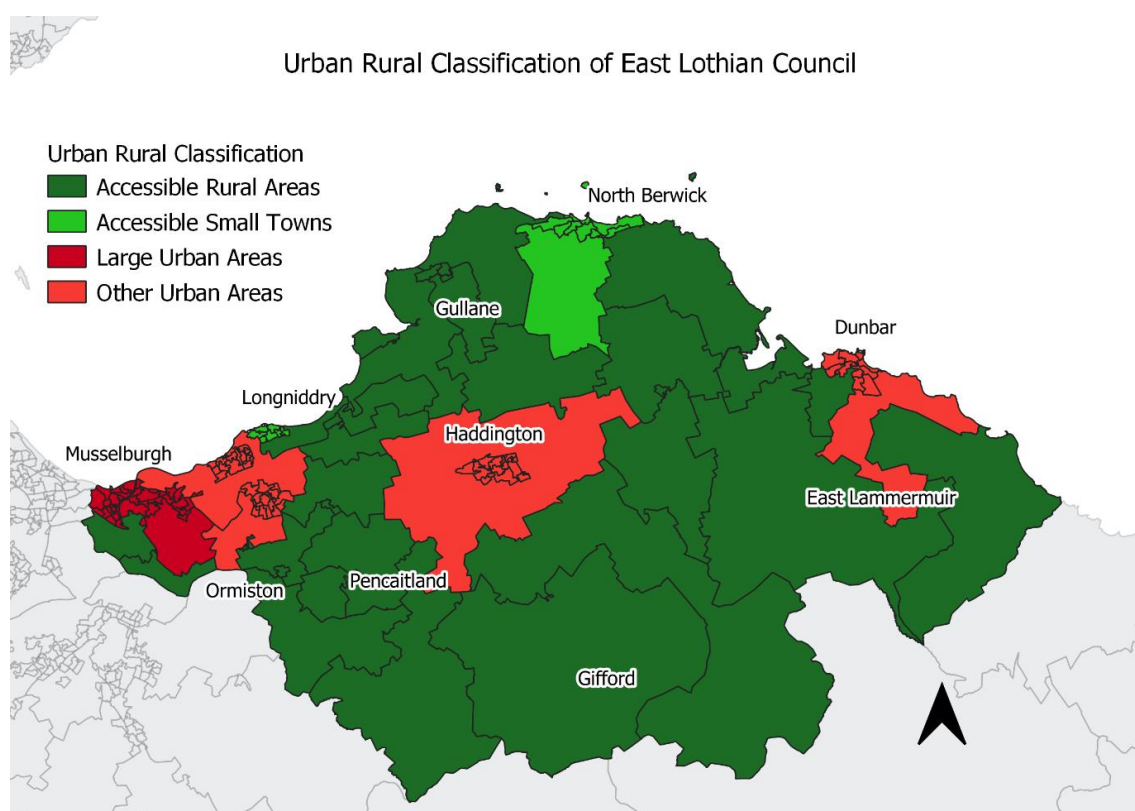 Urban Rural Classification of East Lothian Council
Urban Rural Classification
Accessible Rural Areas
Accessible Small Towns
Large Urban Areas
Other Urban Areas
North Berwick
Gullane
Dunbar
Longniddry
Haddington
Musselburgh
East Lammermuir
Ormiston
Pencaitland
Gifford